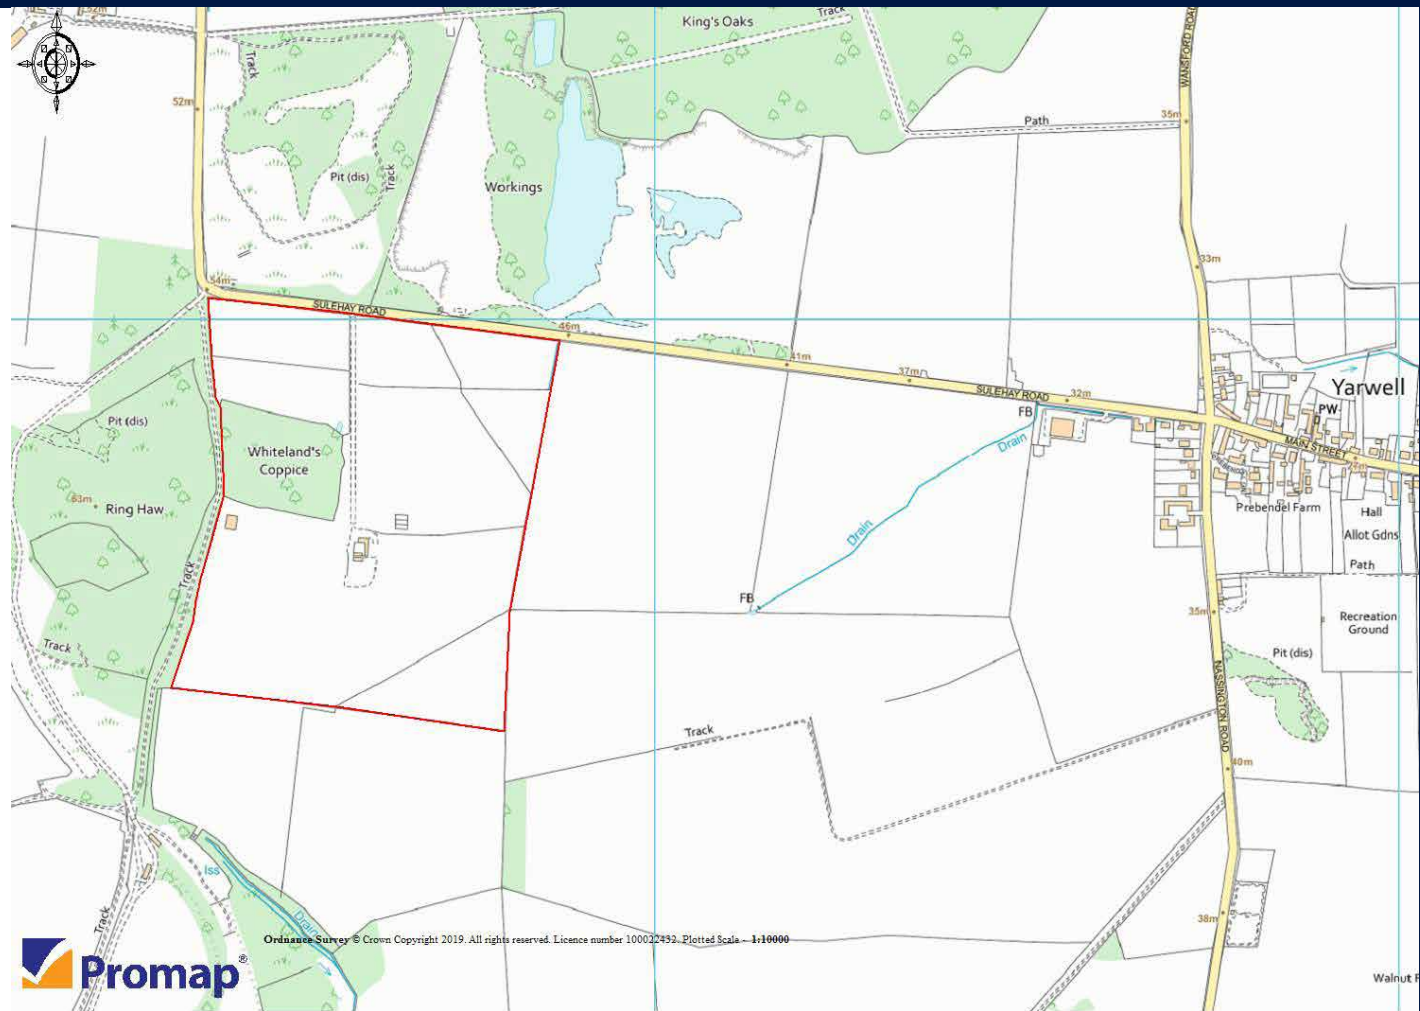 52m
King's Oaks
Track
WANSFORD ROAD
52m
Track
35m
Path
Pit (dis)
Track
Workings
33m
54m
SULEHAY ROAD
46m
41m
37m
SULEHAY ROAD
32m
Yarwell
FB
PW
Pit (dis)
Drain
MAIN STREET
24m
Whiteland's
Coppice
63m
Ring Haw
Prebendel Farm
Hall
Drain
Allot Gdns
Path
Track
FB
35m
Recreation
Ground
Track
Pit (dis)
NASSINGTON ROAD
Track
40m
Iss
Drain
Track
38m
Ordnance Survey © Crown Copyright 2019. All rights reserved. Licence number 100022432. Plotted Scale - 1:10000
Promap®
Walnut F